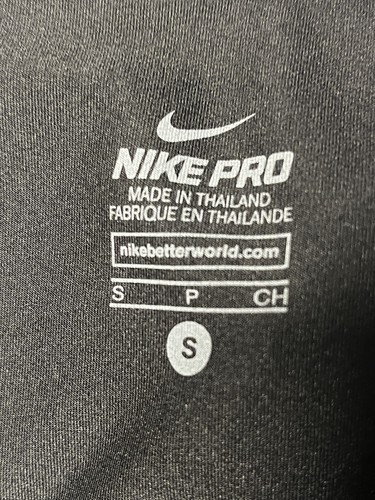 NIKE PRO
MADE IN THAILAND
FABRIQUE EN THAILANDE
nikebetterworld.com
S P CH
S